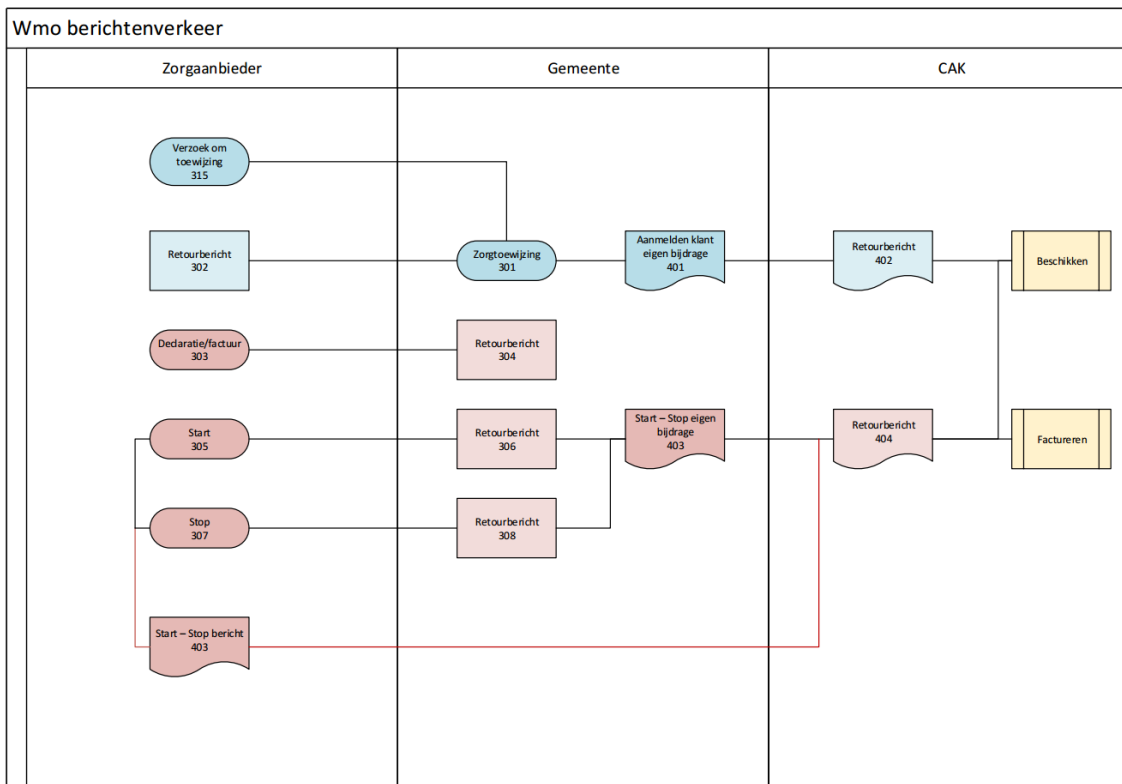 Wmo berichtenverkeer
Zorgaanbieder
Gemeente
CAK
Verzoek om
toewijzing
315
Retourbericht
302
Zorgtoewijzing
301
Aanmelden klant
eigen bijdrage
401
Retourbericht
402
Beschikken
Declaratie/factuur
303
Retourbericht
304
Start
305
Retourbericht
306
Start – Stop eigen
bijdrage
403
Retourbericht
404
Factureren
Stop
307
Retourbericht
308
Start – Stop bericht
403